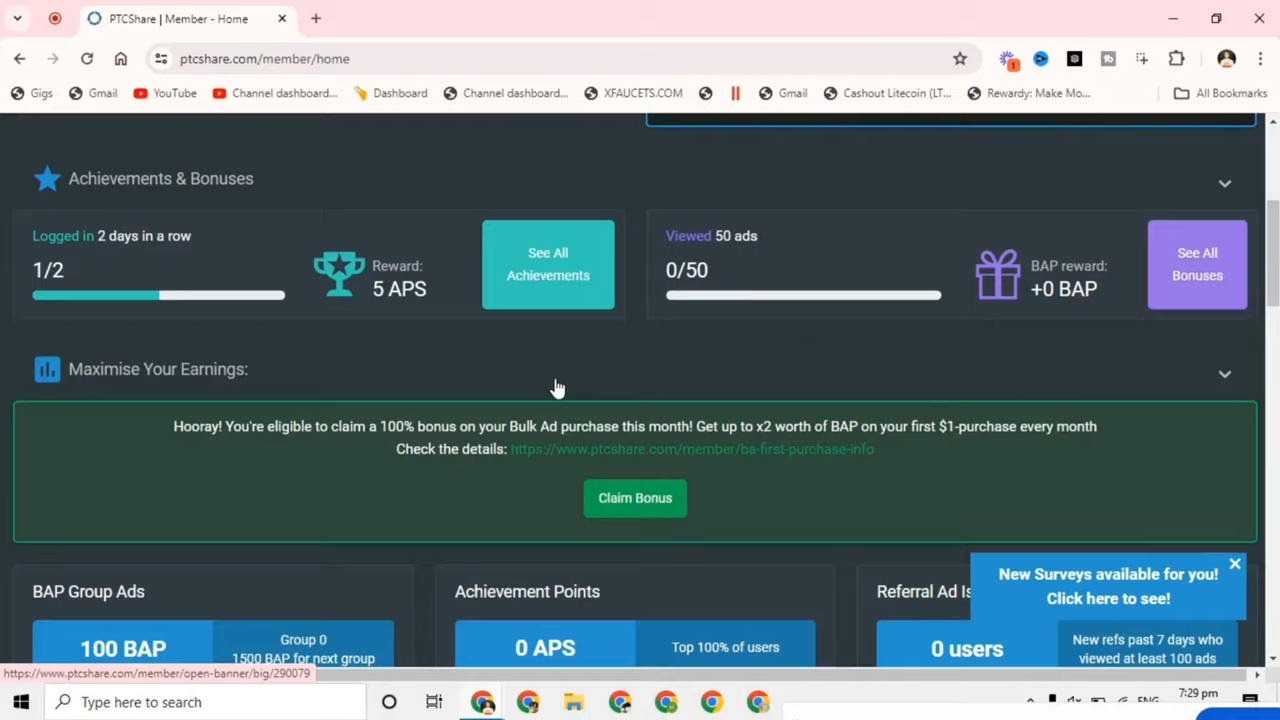 PTCShare | Member - Home
ptcshare.com/member/home
1
Gigs
Gmail
YouTube
Channel dashboard...
Dashboard
Channel dashboard...
XFAUCETS.COM
Gmail
Cashout Litecoin (LT...
Rewardy: Make Mo...
All Bookmarks
Achievements & Bonuses
Logged in 2 days in a row
1/2
Reward:
5 APS
See All
Achievements
Viewed 50 ads
0/50
BAP reward:
+0 BAP
See All
Bonuses
Maximise Your Earnings:
Hooray! You're eligible to claim a 100% bonus on your Bulk Ad purchase this month! Get up to x2 worth of BAP on your first $1-purchase every month
Check the details: https://www.ptcshare.com/member/ba-first-purchase-info
Claim Bonus
BAP Group Ads
100 BAP
Group 0
1500 BAP for next group
Achievement Points
0 APS
Top 100% of users
Referral Ad Is
0 users
New refs past 7 days who
viewed at least 100 ads
New Surveys available for you!
Click here to see!
https://www.ptcshare.com/member/open-banner/big/290079
Type here to search
ENG
7:29 pm